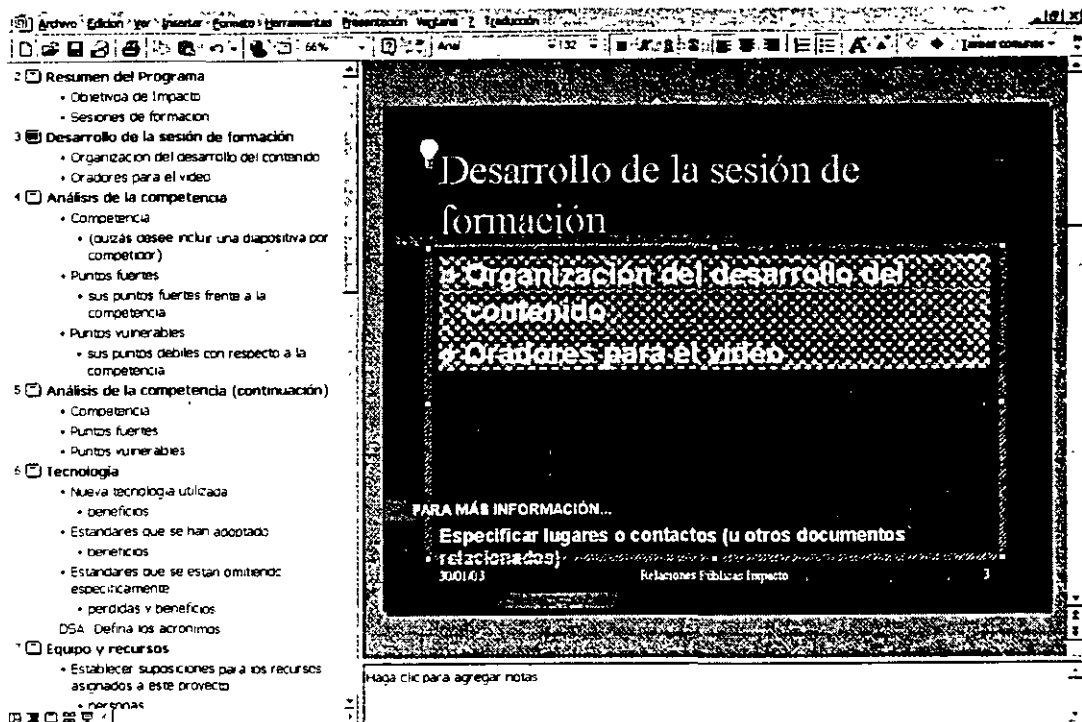 Archivo Edición Ver Insertar Formato Herramientas Presentación Ventana ? Traducción
66% Arial 32 Tareas comunes
2 Resumen del Programa
• Objetivoa de Impacto
• Sesiones de formacion
3 Desarrollo de la sesión de formación
• Organizacion del desarrollo del contenido
• Oradores para el video
4 Análisis de la competencia
• Competencia
• (quizás desee incluir una diapositiva por
competidor)
• Puntos fuertes
• sus puntos fuertes frente a la
competencia
• Puntos vulnerables
• sus puntos debiles con respecto a la
competencia
5 Análisis de la competencia (continuación)
• Competencia
• Puntos fuertes
• Puntos vulnerables
6 Tecnología
• Nueva tecnologia utilizada
• beneficios
• Estandares que se han adoptado
• beneficios
• Estandares que se estan omitiendo
especificamente
• perdidas y beneficios
DSA Defina los acronimos
7 Equipo y recursos
• Establecer suposiciones para los recursos
asignados a este proyecto
• personas
Desarrollo de la sesión de
formación
Organización del desarrollo del
contenido
Oradores para el vídeo
PARA MÁS INFORMACIÓN...
Especificar lugares o contactos (u otros documentos
relacionados)
30/01/03 Relaciones Públicas Impacto 3
Haga clic para agregar notas